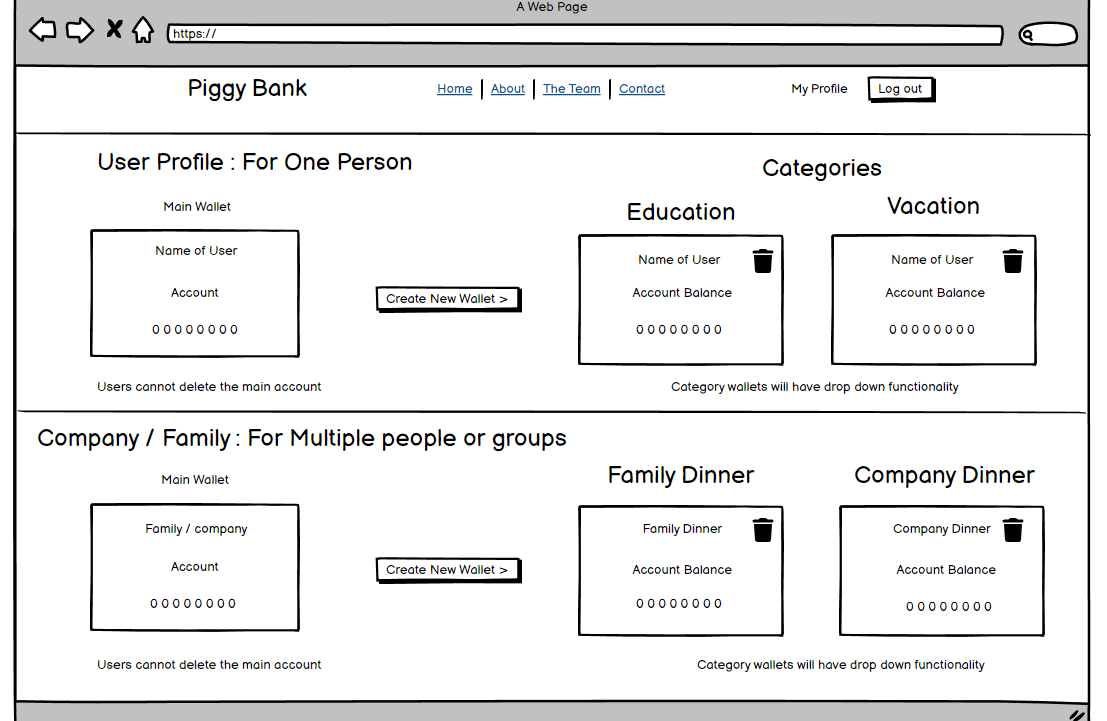 A Web Page
https://
Piggy Bank
Home | About | The Team | Contact
My Profile
Log out
User Profile : For One Person
Categories
Main Wallet
Education
Vacation
Name of User
Account
0 0 0 0 0 0 0 0
Create New Wallet >
Name of User
Account Balance
0 0 0 0 0 0 0 0
Name of User
Account Balance
0 0 0 0 0 0 0 0
Users cannot delete the main account
Category wallets will have drop down functionality
Company / Family : For Multiple people or groups
Main Wallet
Family Dinner
Company Dinner
Family / company
Account
0 0 0 0 0 0 0 0
Create New Wallet >
Family Dinner
Account Balance
0 0 0 0 0 0 0 0
Company Dinner
Account Balance
0 0 0 0 0 0 0 0
Users cannot delete the main account
Category wallets will have drop down functionality